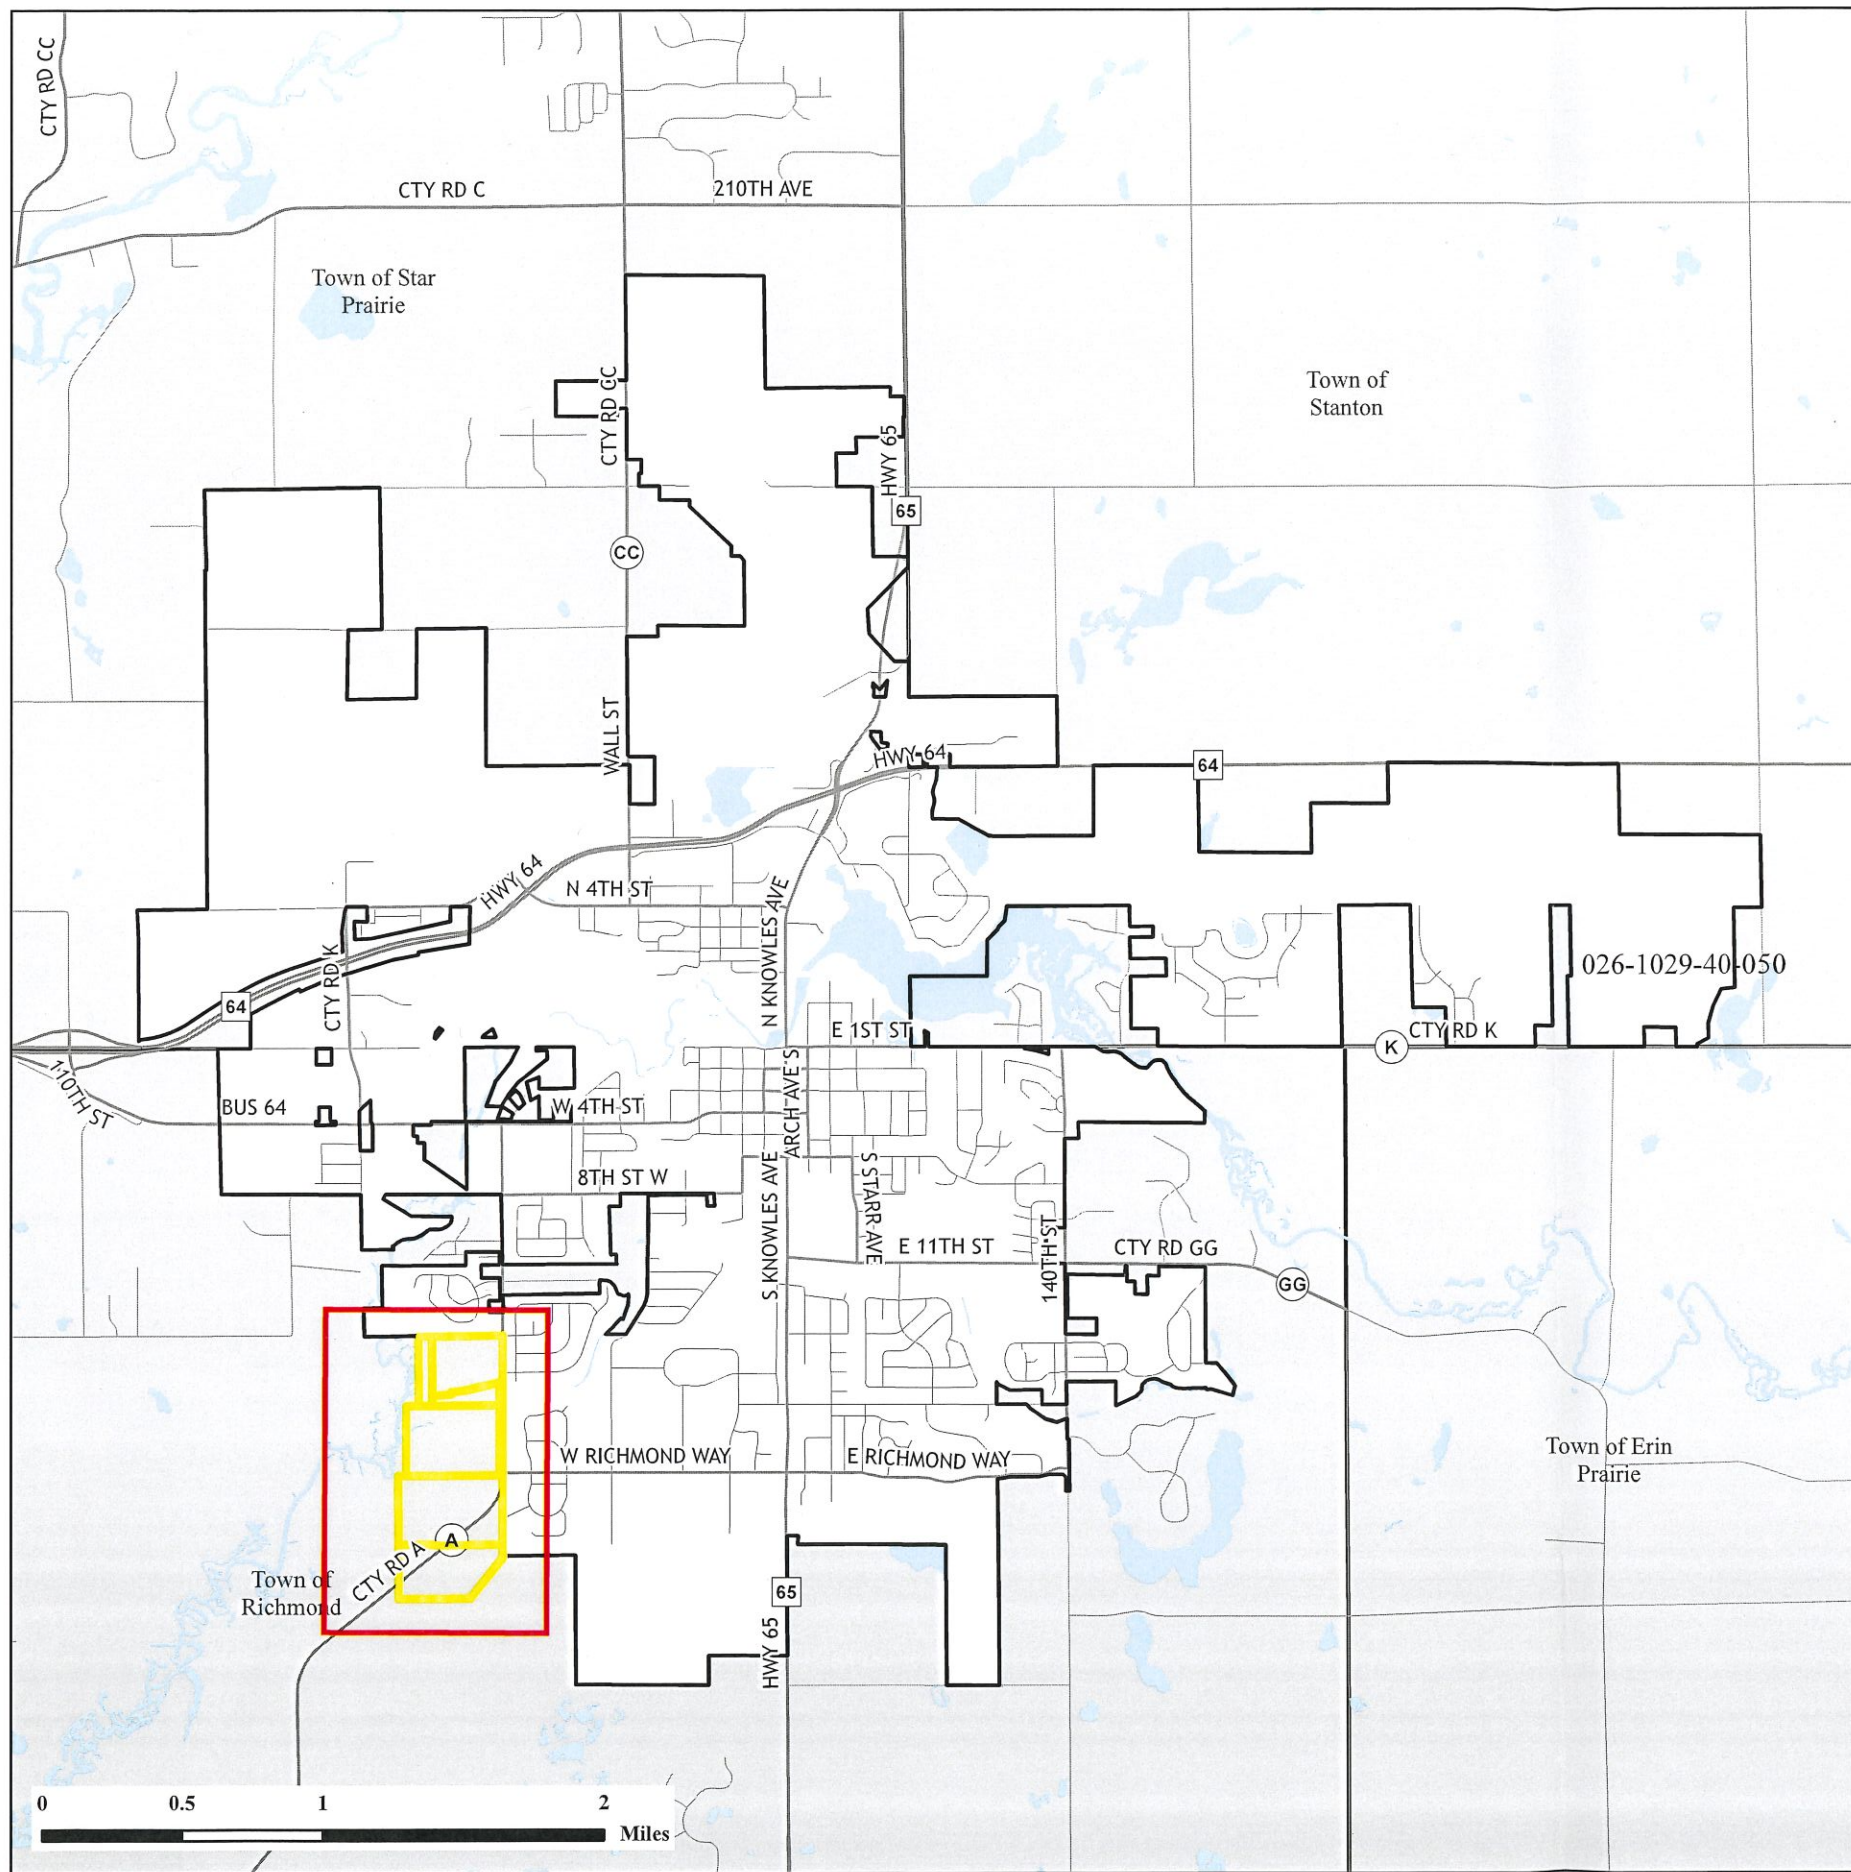 CTY RD CC
CTY RD C
210TH AVE
Town of Star
Prairie
Town of
Stanton
CTY RD CC
HWY 65
65
CC
WALL ST
HWY 64
64
HWY 64
N 4TH ST
N KNOWLES AVE
CTY RD K
64
026-1029-40-050
E 1ST ST
CTY RD K
K
110TH ST
BUS 64
W 4TH ST
ARCH AVE S
8TH ST W
S KNOWLES AVE
S STARR AVE
E 11TH ST
140TH ST
CTY RD GG
GG
W RICHMOND WAY
E RICHMOND WAY
Town of Erin
Prairie
A
CTY RD A
Town of
Richmond
65
HWY 65
0 0.5 1 2
Miles